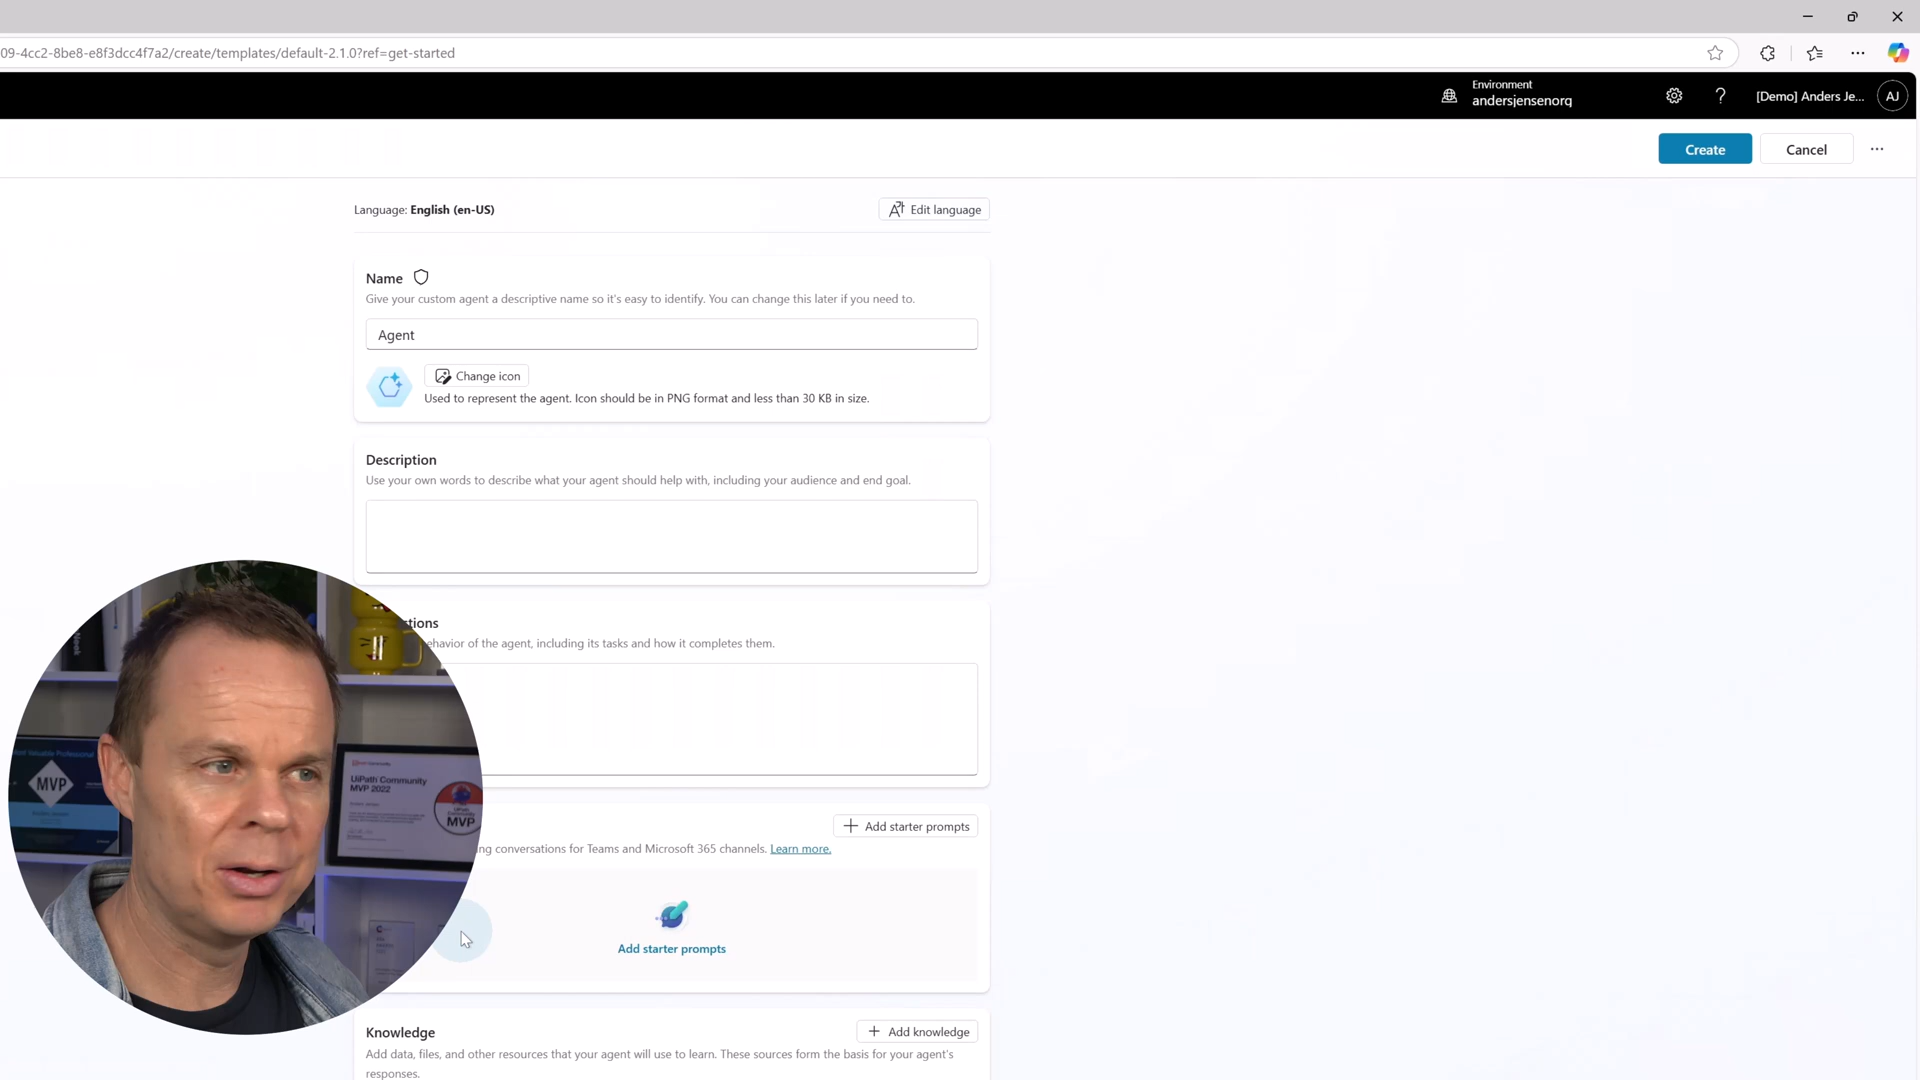 09-4cc2-8be8-e8f3dcc4f7a2/create/templates/default-2.1.0?ref=get-started
Environment
andersjensenorq
[Demo] Anders Je...
AJ
Create
Cancel
Language: English (en-US)
Edit language
Name
Give your custom agent a descriptive name so it's easy to identify. You can change this later if you need to.
Agent
Change icon
Used to represent the agent. Icon should be in PNG format and less than 30 KB in size.
Description
Use your own words to describe what your agent should help with, including your audience and end goal.
ctions
ehavior of the agent, including its tasks and how it completes them.
MVP
UiPath Community
MVP 2022
MVP
Add starter prompts
ng conversations for Teams and Microsoft 365 channels. Learn more.
Add starter prompts
Knowledge
Add knowledge
Add data, files, and other resources that your agent will use to learn. These sources form the basis for your agent's
responses.